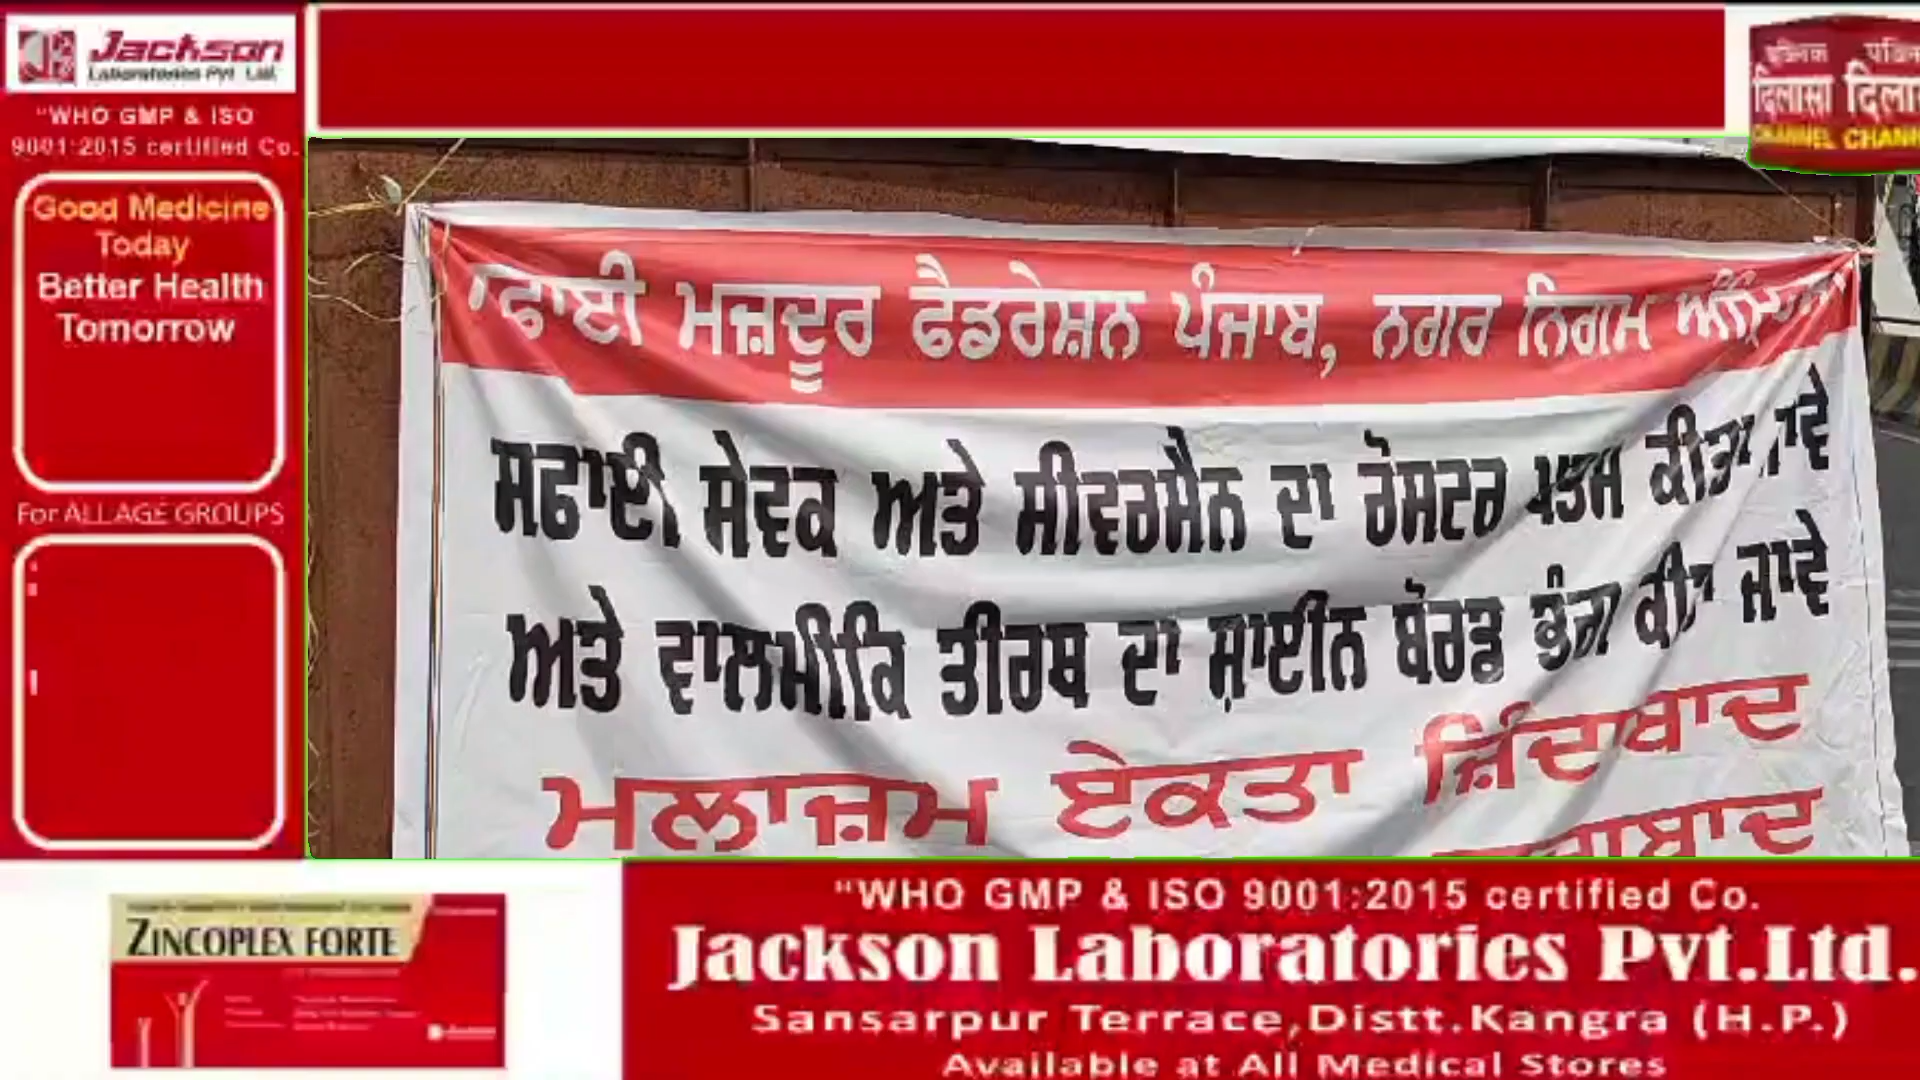 Jackson
Laboratories Pvt. Ltd.
"WHO GMP & ISO
9001:2015 certified Co.
Good Medicine
Today
Better Health
Tomorrow
For ALL AGE GROUPS
पब्लिक पब्लिक
दिलासा
CHANNEL
ਮਜ਼ਦੂਰ ਫੈਡਰੇਸ਼ਨ ਪੰਜਾਬ, ਨਗਰ ਨਿਗਮ
ਸਫਾਈ ਸੇਵਕ ਅਤੇ ਸੀਵਰਮੈਨ ਦਾ ਰੋਸਟਰ ਖਤਮ ਕੀਤਾ ਜਾਵੇ
ਅਤੇ ਵਾਲਮੀਕਿ ਤੀਰਥ ਦਾ ਸ਼ਾਈਨ ਬੋਰਡ ਭੰਗ ਕੀਤਾ ਜਾਵੇ
ਮੁਲਾਜ਼ਮ ਏਕਤਾ ਜ਼ਿੰਦਾਬਾਦ
ZINCOPLEX FORTE
"WHO GMP & ISO 9001:2015 certified Co.
Jackson Laboratories Pvt.Ltd.
Sansarpur Terrace,Distt.Kangra (H.P.)
Available at All Medical Stores